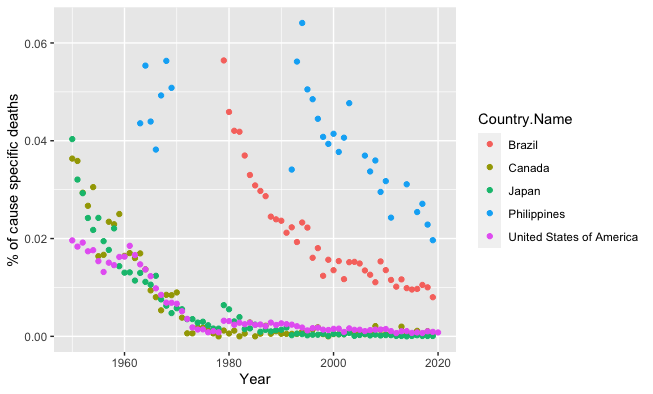 0.06
0.04
0.02
0.00
% of cause specific deaths
1960
1980
2000
2020
Year
Country.Name
Brazil
Canada
Japan
Philippines
United States of America